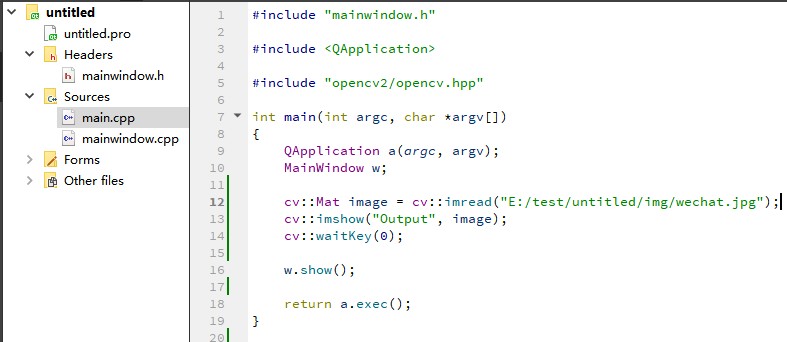 untitled
untitled.pro
Headers
mainwindow.h
Sources
main.cpp
mainwindow.cpp
Forms
Other files
1 #include "mainwindow.h"
2
3 #include <QApplication>
4
5 #include "opencv2/opencv.hpp"
6
7 int main(int argc, char *argv[])
8 {
9 QApplication a(argc, argv);
10 MainWindow w;
11
12 cv::Mat image = cv::imread("E:/test/untitled/img/wechat.jpg");
13 cv::imshow("Output", image);
14 cv::waitKey(0);
15
16 w.show();
17
18 return a.exec();
19 }
20